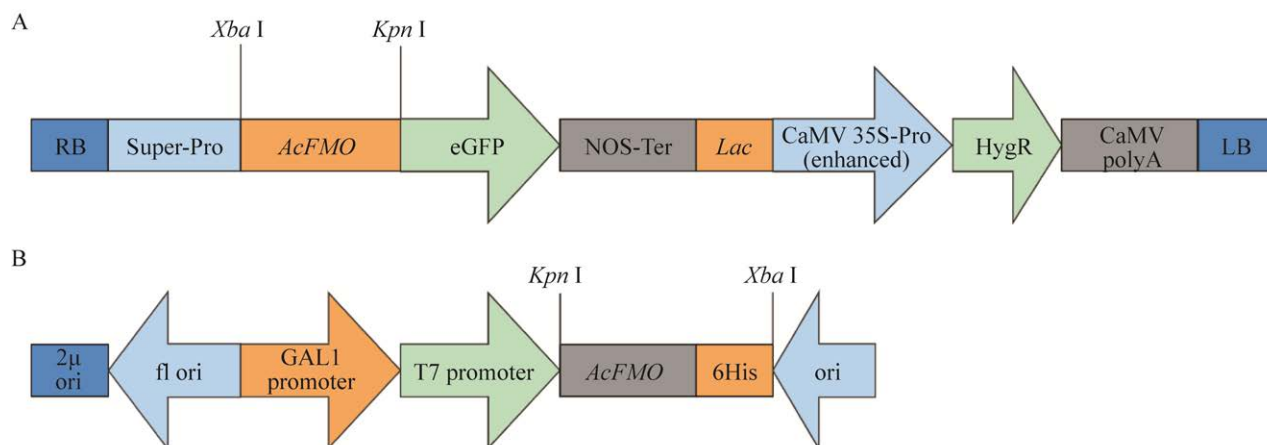 A
Xba I
Kpn I
RB
Super-Pro
AcFMO
eGFP
NOS-Ter
Lac
CaMV 35S-Pro
(enhanced)
HygR
CaMV
polyA
LB
B
Kpn I
Xba I
2μ
ori
fl ori
GAL1
promoter
T7 promoter
AcFMO
6His
ori